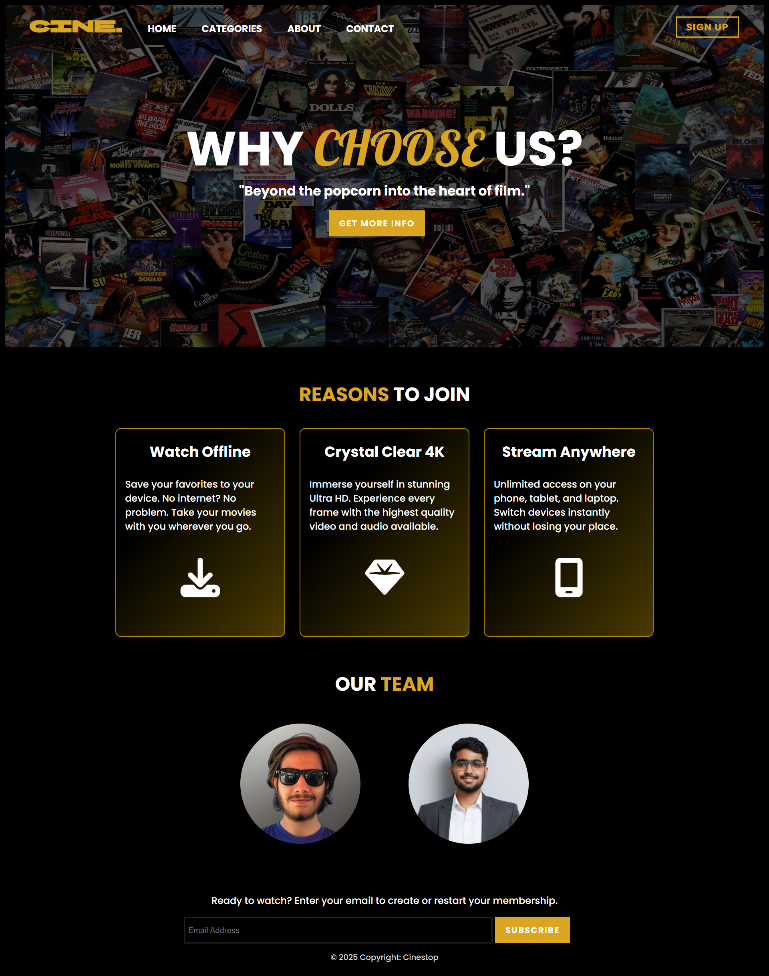 CINE.
HOME CATEGORIES ABOUT CONTACT
SIGN UP
WHY CHOOSE US?
"Beyond the popcorn into the heart of film."
GET MORE INFO
DOLLS
WARNING!
REASONS TO JOIN
Watch Offline
Save your favorites to your
device. No internet? No
problem. Take your movies
with you wherever you go.
Crystal Clear 4K
Immerse yourself in stunning
Ultra HD. Experience every
frame with the highest quality
video and audio available.
Stream Anywhere
Unlimited access on your
phone, tablet, and laptop.
Switch devices instantly
without losing your place.
OUR TEAM
Ready to watch? Enter your email to create or restart your membership.
Email Address
SUBSCRIBE
© 2025 Copyright: Cinestop